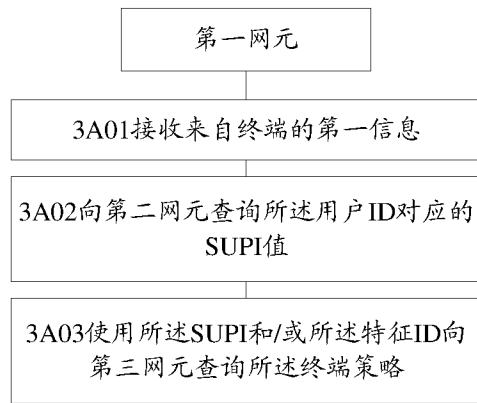 第一网元
3A01接收来自终端的第一信息
3A02向第二网元查询所述用户ID对应的
SUPI值
3A03使用所述SUPI和/或所述特征ID向
第三网元查询所述终端策略